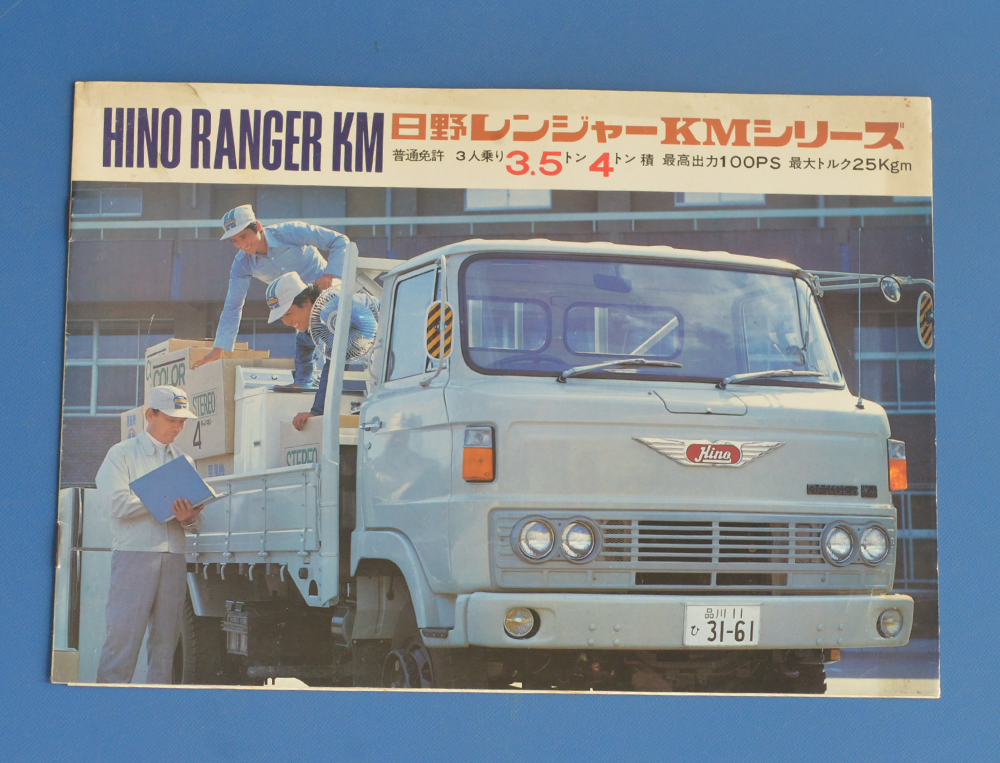 HINO RANGER KM
日野レンジャーKMシリーズ
普通免許 3人乗り 3.5トン 4トン 積 最高出力100PS 最大トルク25Kgm
COLOR
STEREO
4
STEREO
Hino
品川 11
ひ 31-61